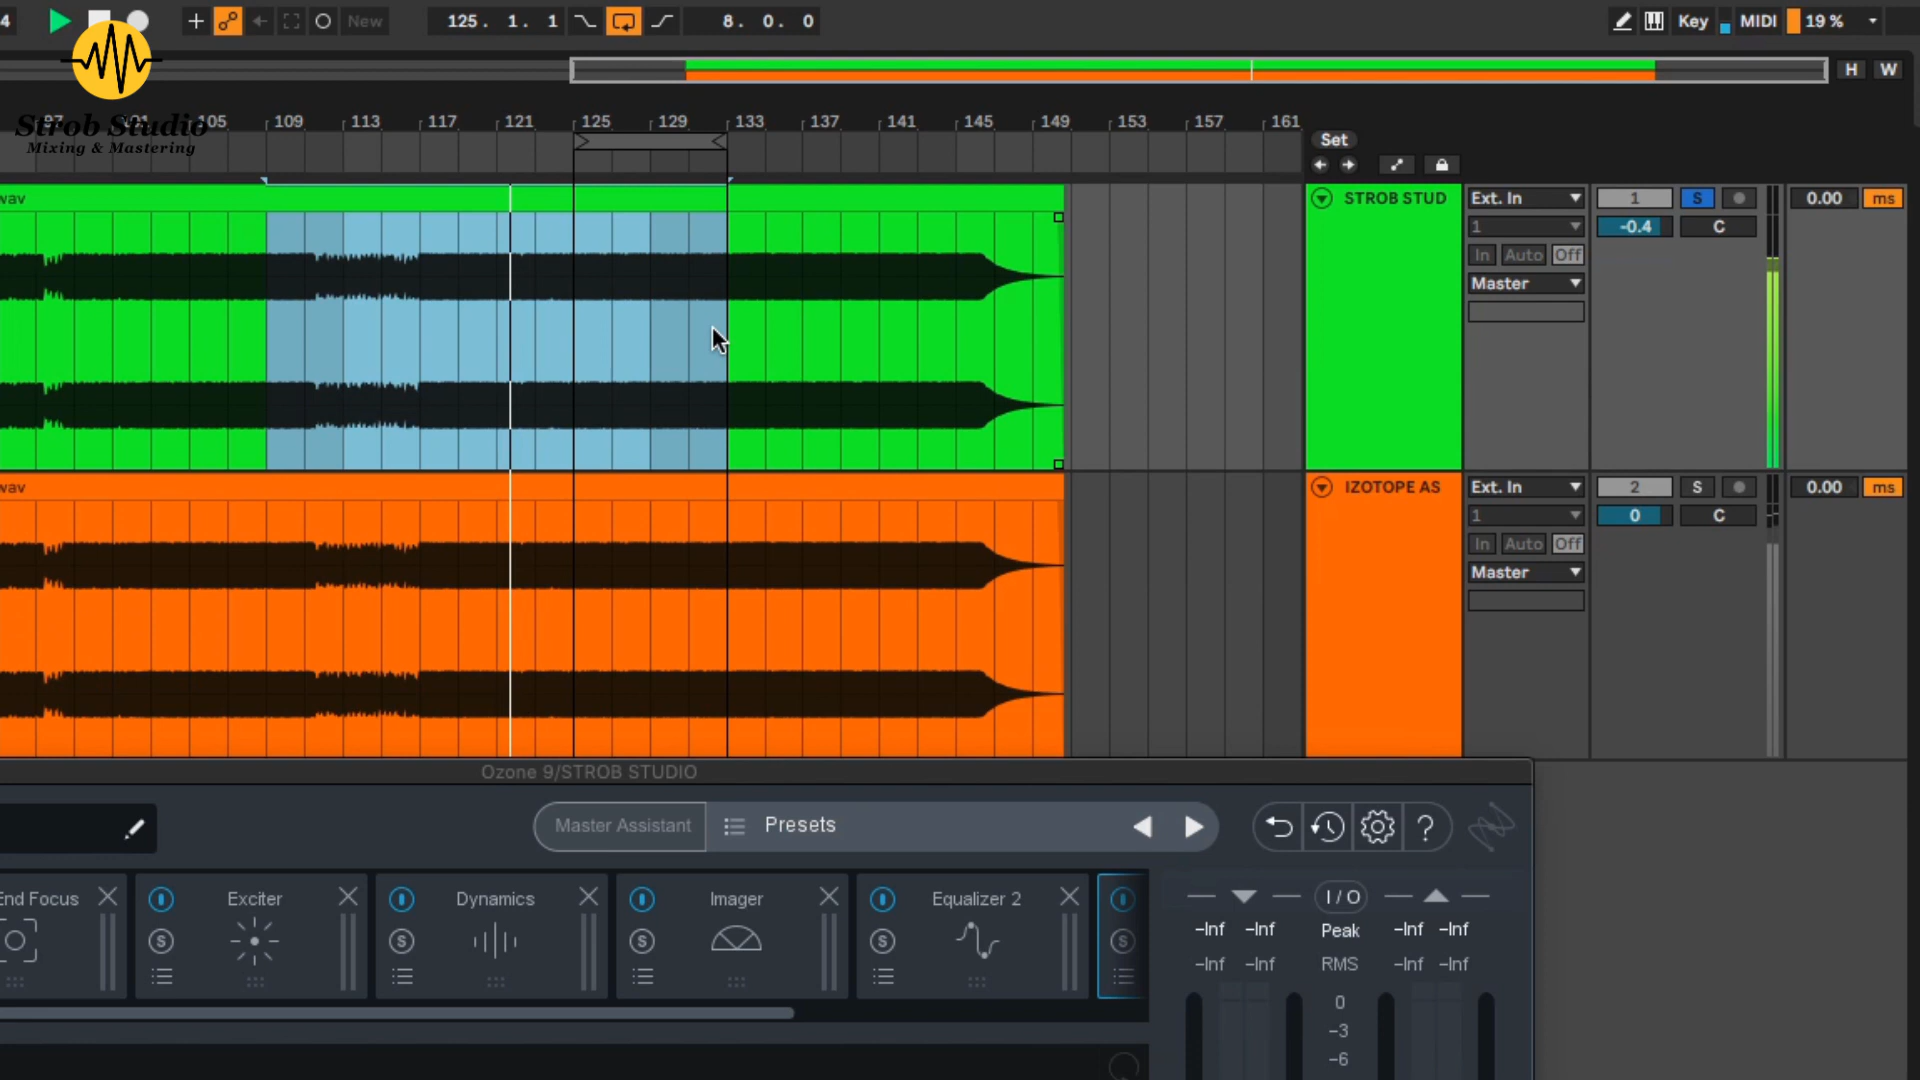 4 New 125. 1. 1 8. 0. 0 Key MIDI 19 %
H W
Strob Studio
Mixing & Mastering
97 101 105 109 113 117 121 125 129 133 137 141 145 149 153 157 161
Set
wav STROB STUD Ext. In 1 S 0.00 ms
1 -0.4 C
In Auto Off
Master
wav IZOTOPE AS Ext. In 2 S 0.00 ms
1 0 C
In Auto Off
Master
Ozone 9/STROB STUDIO
Master Assistant Presets ?
End Focus Exciter Dynamics Imager Equalizer 2 I/O
-Inf -Inf Peak -Inf -Inf
S S S S S
-Inf -Inf RMS -Inf -Inf
0
-3
-6